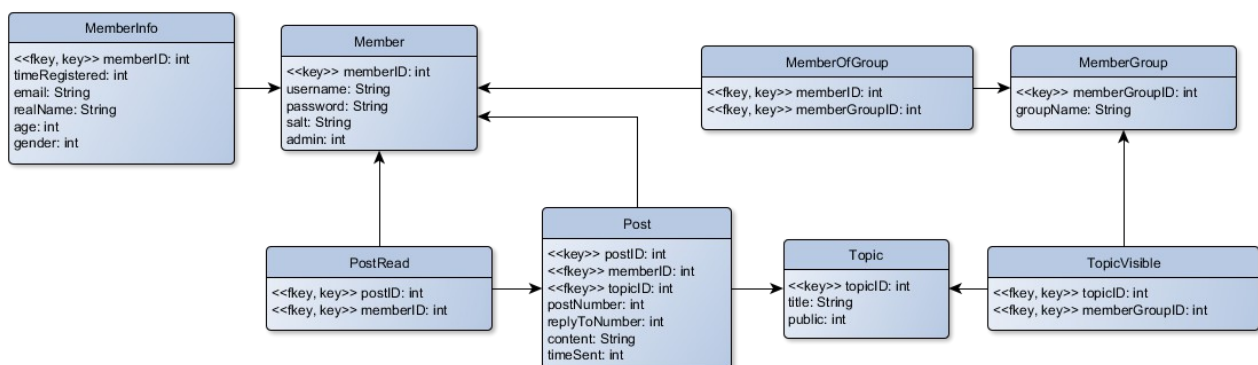 MemberInfo
<<fkey, key>> memberID: int
timeRegistered: int
email: String
realName: String
age: int
gender: int
Member
<<key>> memberID: int
username: String
password: String
salt: String
admin: int
MemberOfGroup
<<fkey, key>> memberID: int
<<fkey, key>> memberGroupID: int
MemberGroup
<<key>> memberGroupID: int
groupName: String
PostRead
<<fkey, key>> postID: int
<<fkey, key>> memberID: int
Post
<<key>> postID: int
<<fkey>> memberID: int
<<fkey>> topicID: int
postNumber: int
replyToNumber: int
content: String
timeSent: int
Topic
<<key>> topicID: int
title: String
public: int
TopicVisible
<<fkey, key>> topicID: int
<<fkey, key>> memberGroupID: int